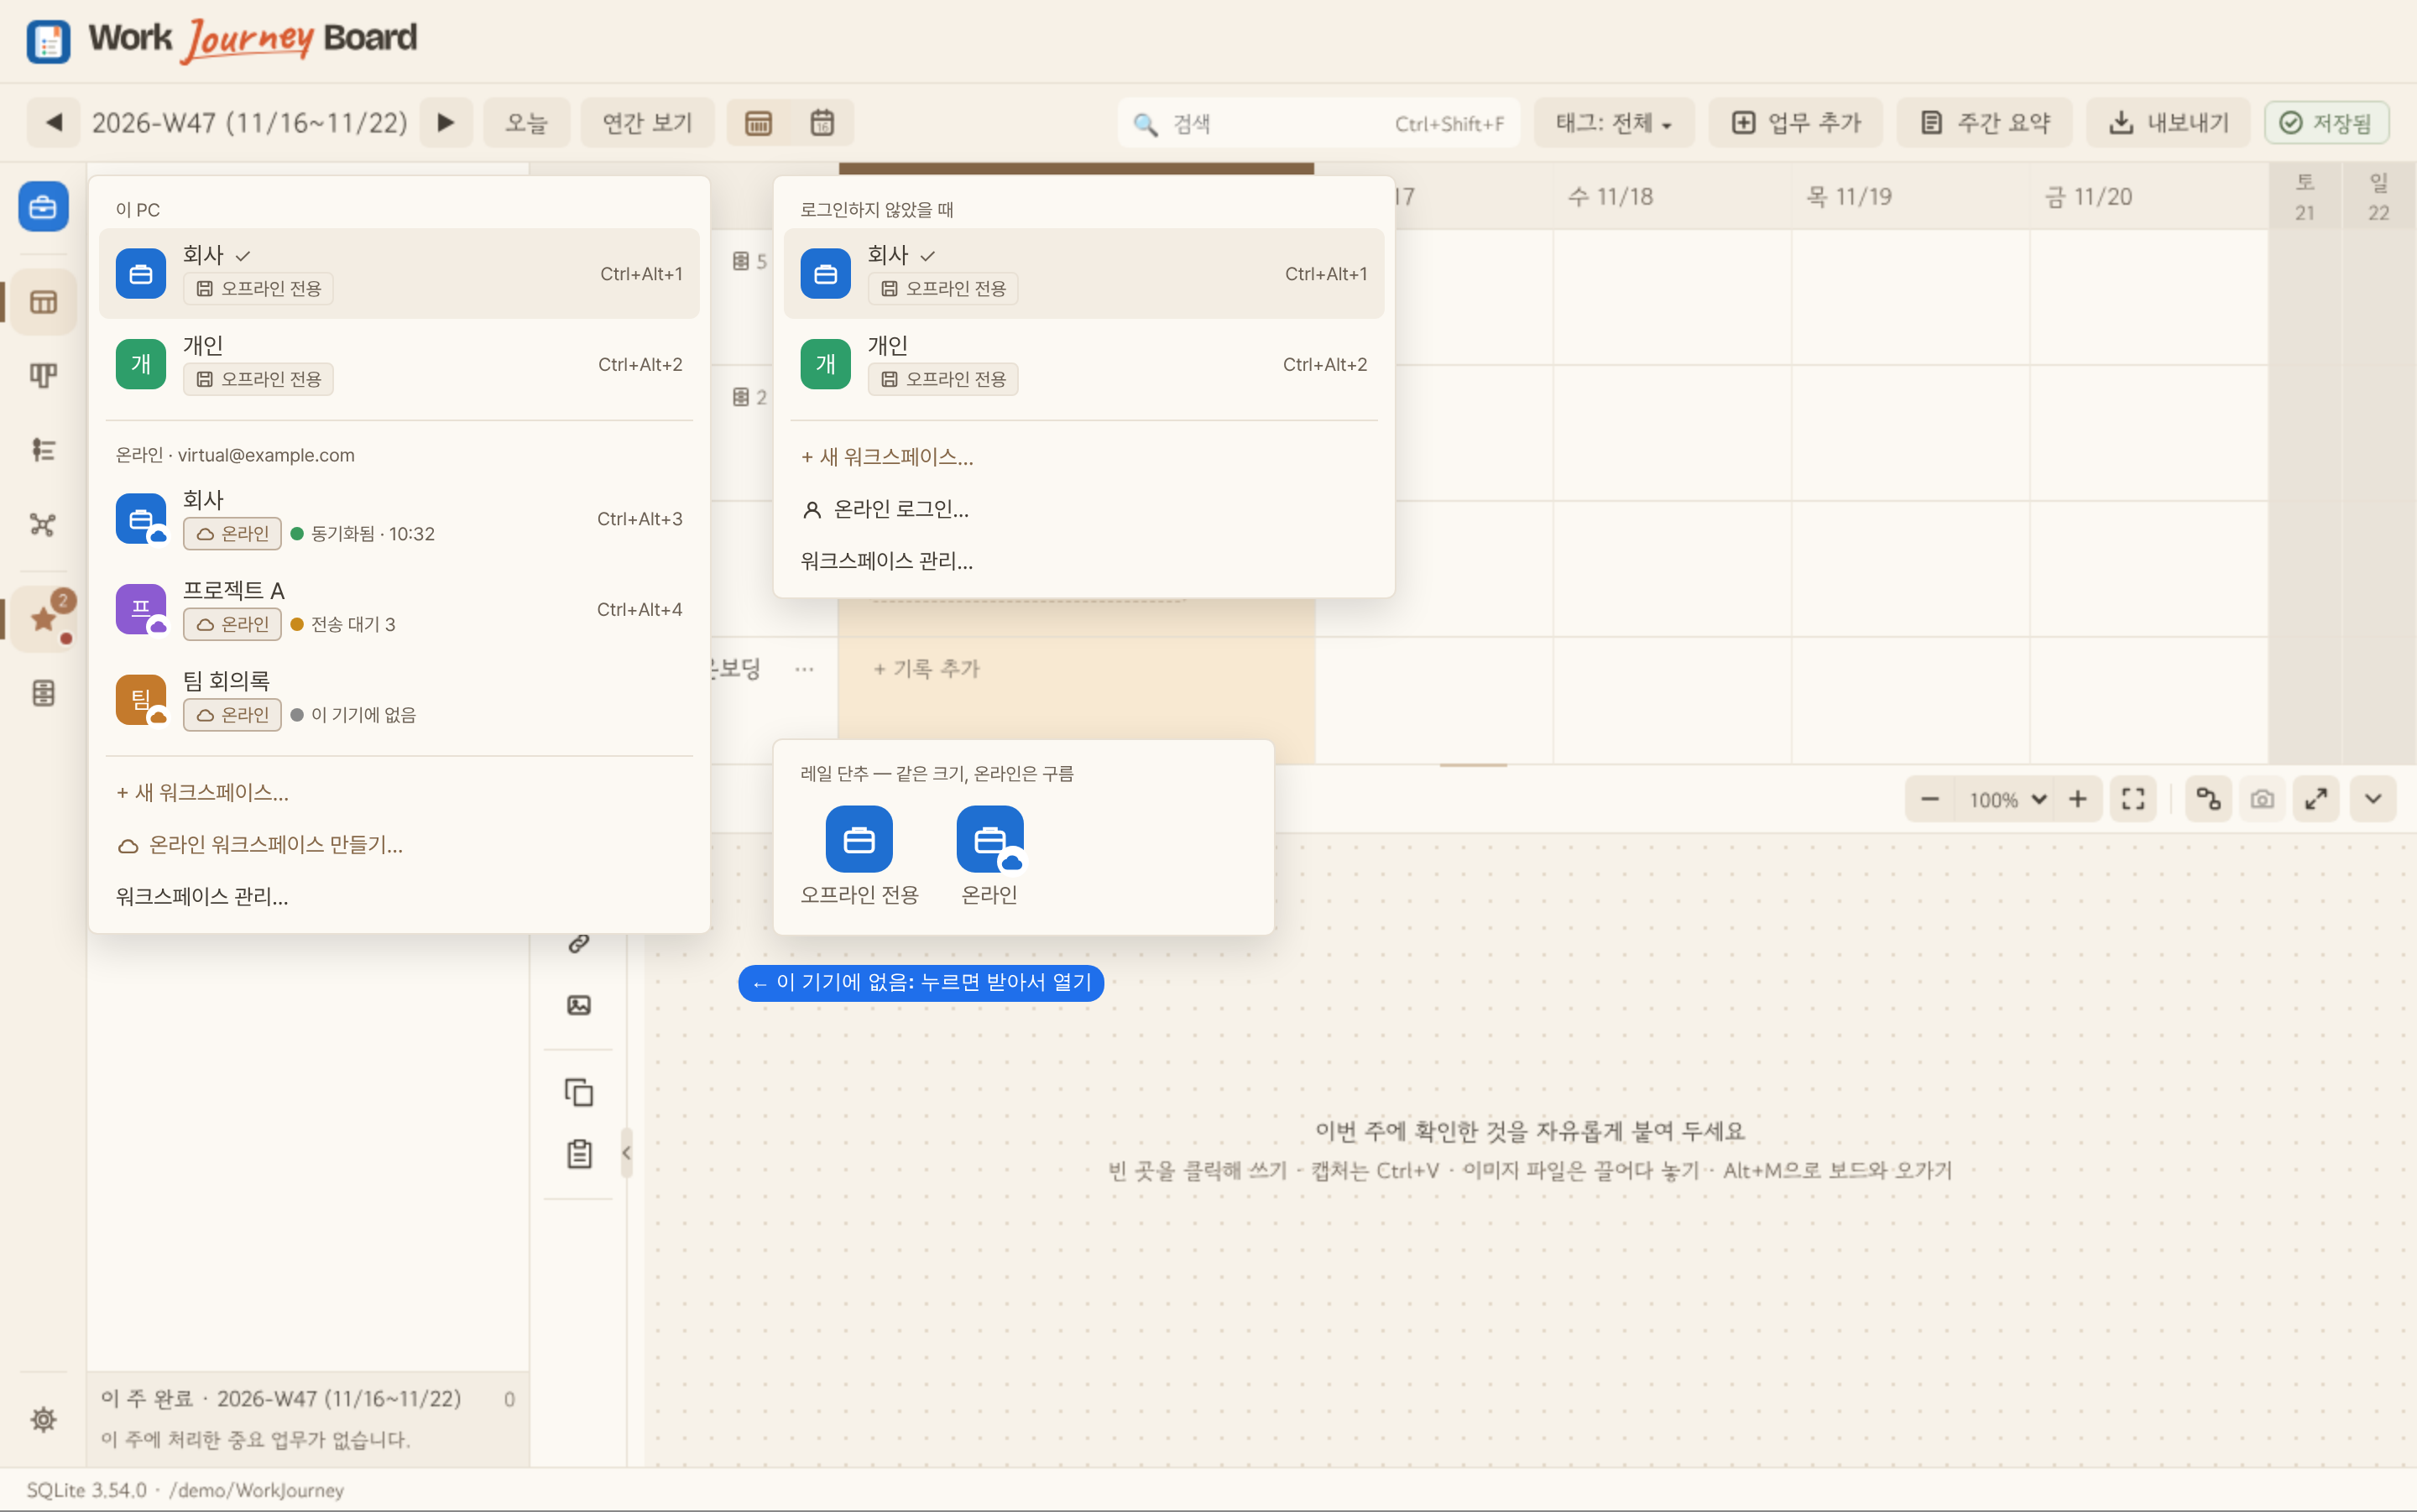 Work Journey Board
2026-W47 (11/16~11/22)
오늘
연간 보기
16
검색
Ctrl+Shift+F
태그: 전체
업무 추가
주간 요약
내보내기
저장됨
이 PC
회사
오프라인 전용
Ctrl+Alt+1
개인
개
오프라인 전용
Ctrl+Alt+2
온라인 · virtual@example.com
회사
온라인
동기화됨 · 10:32
Ctrl+Alt+3
프로젝트 A
프
온라인
전송 대기 3
Ctrl+Alt+4
팀 회의록
팀
온라인
이 기기에 없음
+ 새 워크스페이스...
온라인 워크스페이스 만들기...
워크스페이스 관리...
2
5
2
로그인하지 않았을 때
회사
오프라인 전용
Ctrl+Alt+1
개인
개
오프라인 전용
Ctrl+Alt+2
+ 새 워크스페이스...
온라인 로그인...
워크스페이스 관리...
17
수 11/18
목 11/19
금 11/20
토
21
일
22
보딩
...
+ 기록 추가
레일 단추 — 같은 크기, 온라인은 구름
오프라인 전용
온라인
100%
← 이 기기에 없음: 누르면 받아서 열기
이번 주에 확인한 것을 자유롭게 붙여 두세요
빈 곳을 클릭해 쓰기 · 캡처는 Ctrl+V · 이미지 파일은 끌어다 놓기 · Alt+M으로 보드와 오가기
이 주 완료 · 2026-W47 (11/16~11/22)
0
이 주에 처리한 중요 업무가 없습니다.
SQLite 3.54.0 · /demo/WorkJourney